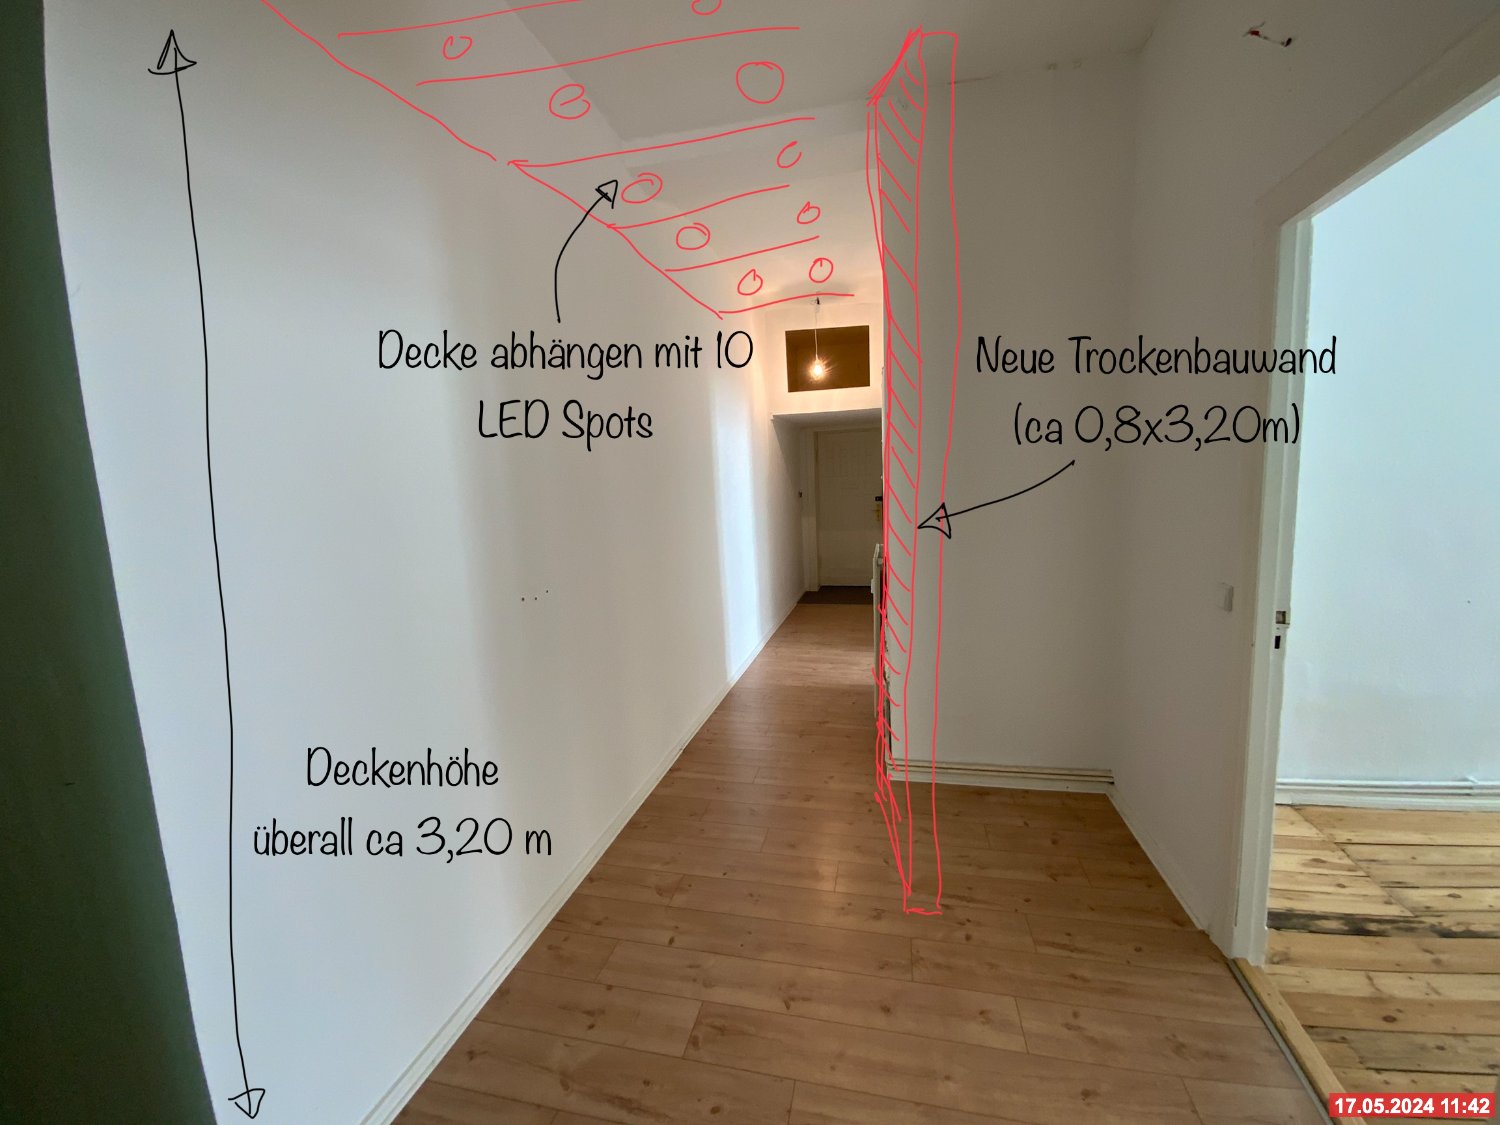 Decke abhängen mit 10
LED Spots
Neue Trockenbauwand
(ca 0,8x3,20m)
Deckenhöhe
überall ca 3,20 m
17.05.2024 11:42